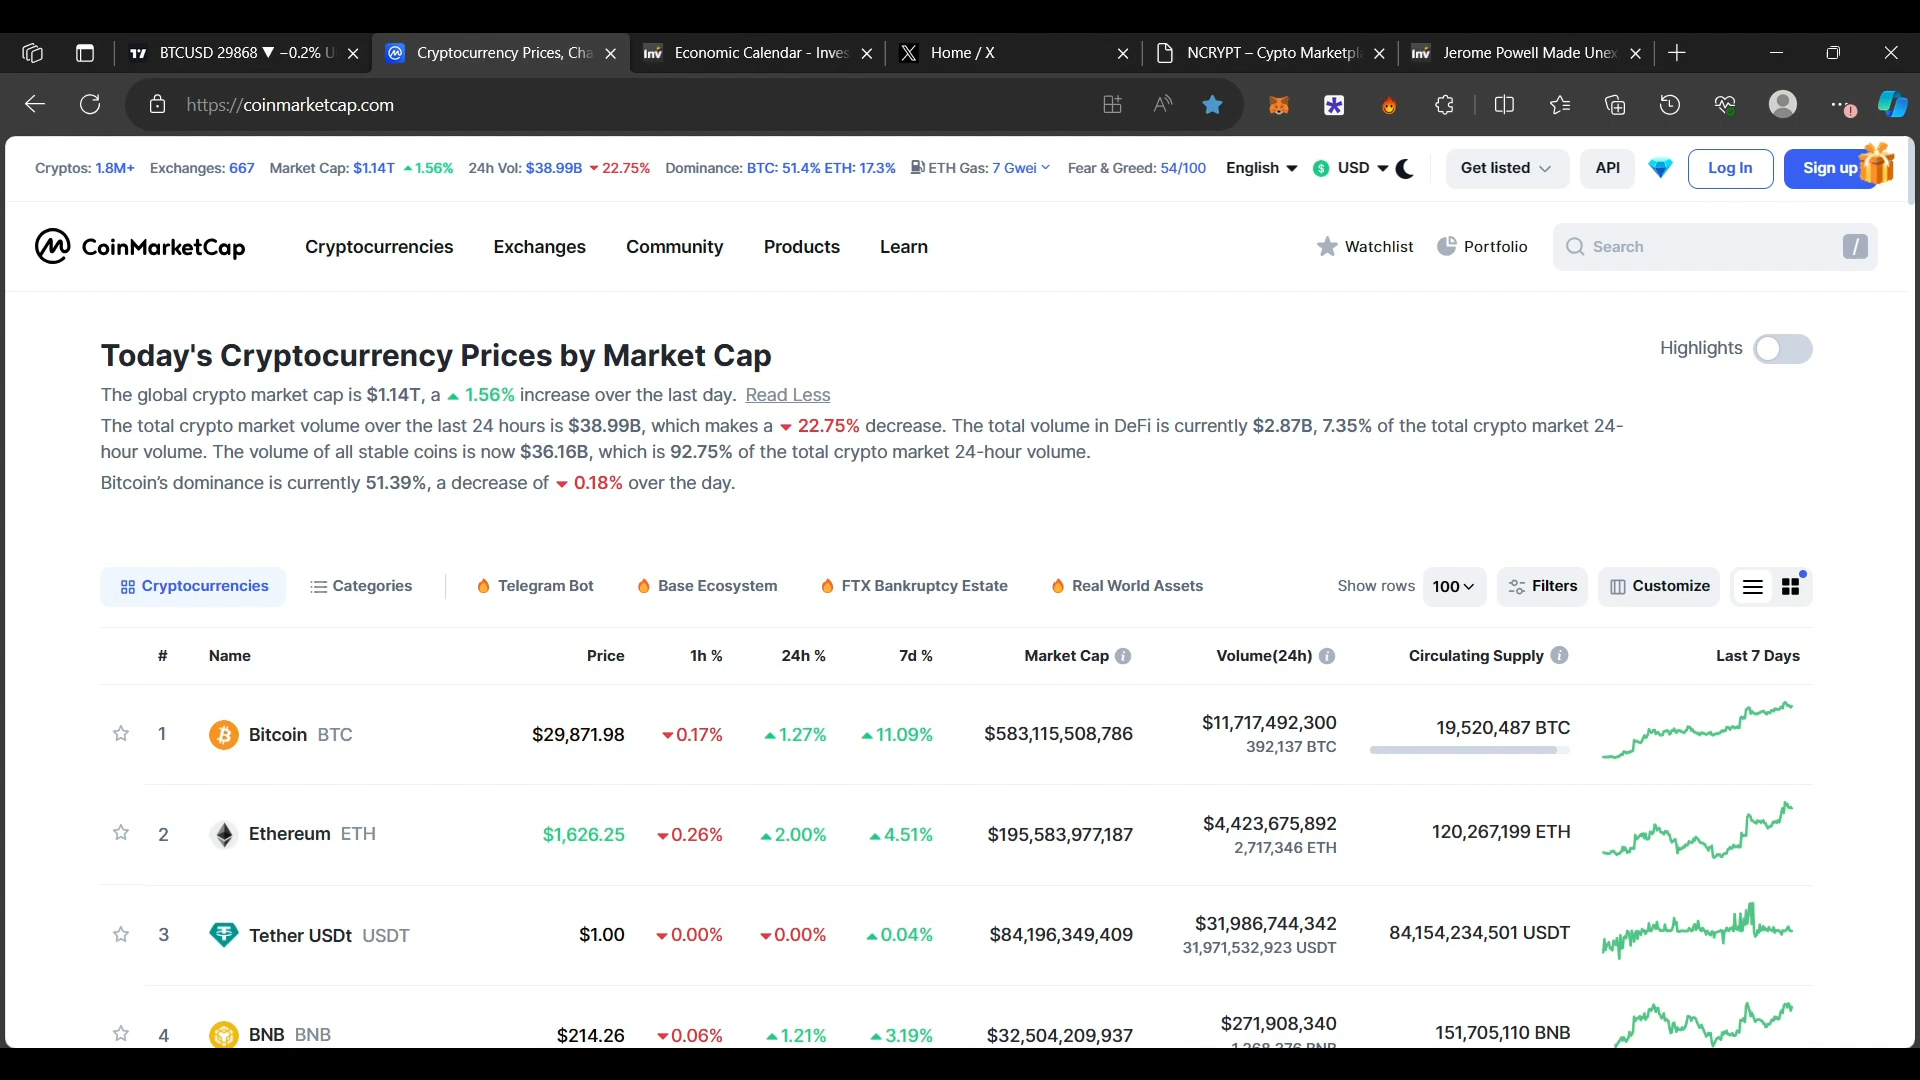 BTCUSD 29868 ▼ −0.2% U
Cryptocurrency Prices, Cha
Inv Economic Calendar - Inves
Home / X
NCRYPT – Cypto Marketpl
Inv Jerome Powell Made Unex
https://coinmarketcap.com
Cryptos: 1.8M+ Exchanges: 667 Market Cap: $1.14T 1.56% 24h Vol: $38.99B 22.75% Dominance: BTC: 51.4% ETH: 17.3% ETH Gas: 7 Gwei Fear & Greed: 54/100 English USD Get listed API Log In Sign up
CoinMarketCap Cryptocurrencies Exchanges Community Products Learn Watchlist Portfolio Search /
Today's Cryptocurrency Prices by Market Cap
Highlights
The global crypto market cap is $1.14T, a 1.56% increase over the last day. Read Less
The total crypto market volume over the last 24 hours is $38.99B, which makes a 22.75% decrease. The total volume in DeFi is currently $2.87B, 7.35% of the total crypto market 24-
hour volume. The volume of all stable coins is now $36.16B, which is 92.75% of the total crypto market 24-hour volume.
Bitcoin's dominance is currently 51.39%, a decrease of 0.18% over the day.
Cryptocurrencies Categories Telegram Bot Base Ecosystem FTX Bankruptcy Estate Real World Assets Show rows 100 Filters Customize
# Name Price 1h % 24h % 7d % Market Cap Volume(24h) Circulating Supply Last 7 Days
1 Bitcoin BTC $29,871.98 0.17% 1.27% 11.09% $583,115,508,786 $11,717,492,300 19,520,487 BTC
392,137 BTC
2 Ethereum ETH $1,626.25 0.26% 2.00% 4.51% $195,583,977,187 $4,423,675,892 120,267,199 ETH
2,717,346 ETH
3 Tether USDt USDT $1.00 0.00% 0.00% 0.04% $84,196,349,409 $31,986,744,342 84,154,234,501 USDT
31,971,532,923 USDT
4 BNB BNB $214.26 0.06% 1.21% 3.19% $32,504,209,937 $271,908,340 151,705,110 BNB